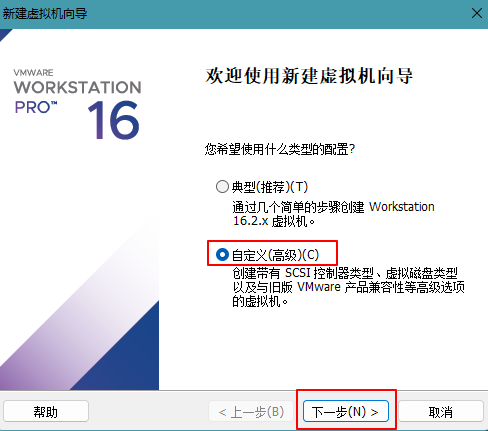 新建虚拟机向导
VMWARE
WORKSTATION
PRO™ 16
欢迎使用新建虚拟机向导
您希望使用什么类型的配置?
典型(推荐)(T)
通过几个简单的步骤创建 Workstation
16.2.x 虚拟机。
自定义(高级)(C)
创建带有 SCSI 控制器类型、虚拟磁盘类型
以及与旧版 VMware 产品兼容性等高级选项
的虚拟机。
帮助
< 上一步(B)
下一步(N) >
取消